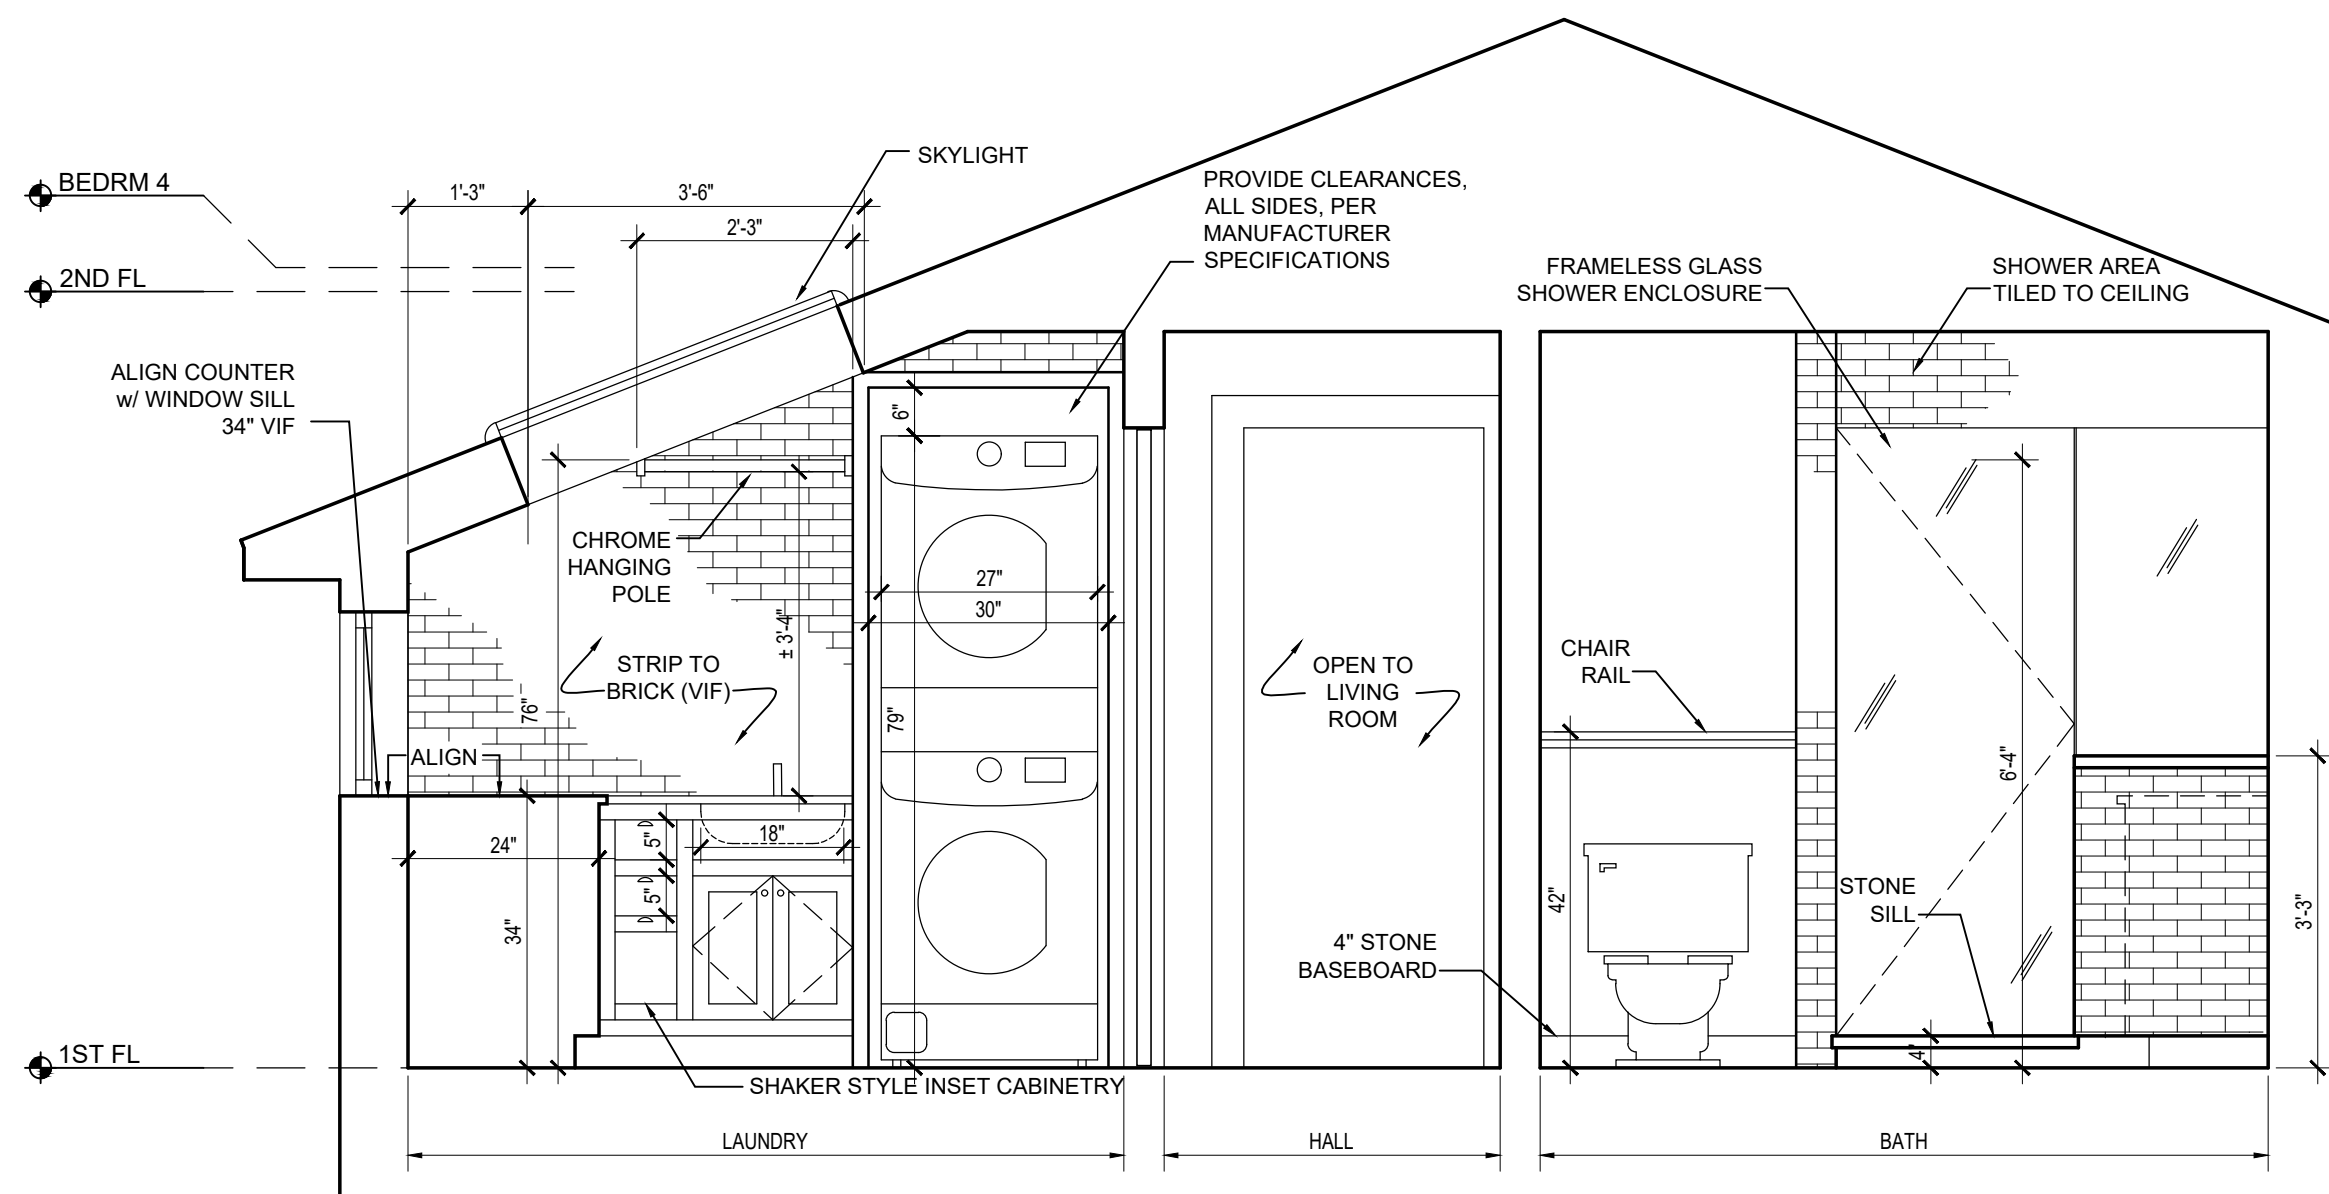 SKYLIGHT
PROVIDE CLEARANCES,
ALL SIDES, PER
MANUFACTURER
SPECIFICATIONS
BEDRM 4
1'-3"
3'-6"
2'-3"
2ND FL
FRAMELESS GLASS
SHOWER ENCLOSURE
SHOWER AREA
TILED TO CEILING
ALIGN COUNTER
w/ WINDOW SILL
34" VIF
6"
CHROME
HANGING
POLE
27"
30"
± 3'-4"
STRIP TO
BRICK (VIF)
OPEN TO
LIVING
ROOM
CHAIR
RAIL
76"
79"
ALIGN
6'-4"
24"
5"
18"
5"
34"
42"
STONE
SILL
3'-3"
4" STONE
BASEBOARD
4"
1ST FL
SHAKER STYLE INSET CABINETRY
LAUNDRY
HALL
BATH